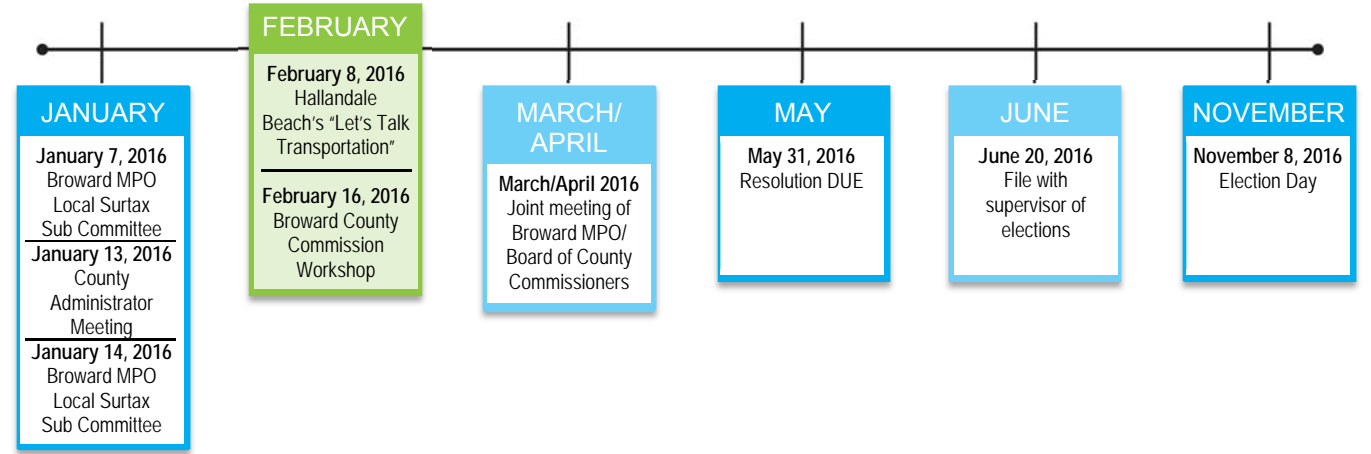 JANUARY
January 7, 2016
Broward MPO
Local Surtax
Sub Committee
January 13, 2016
County
Administrator
Meeting
January 14, 2016
Broward MPO
Local Surtax
Sub Committee
FEBRUARY
February 8, 2016
Hallandale
Beach’s “Let’s Talk
Transportation”
February 16, 2016
Broward County
Commission
Workshop
MARCH/
APRIL
March/April 2016
Joint meeting of
Broward MPO/
Board of County
Commissioners
MAY
May 31, 2016
Resolution DUE
JUNE
June 20, 2016
File with
supervisor of
elections
NOVEMBER
November 8, 2016
Election Day